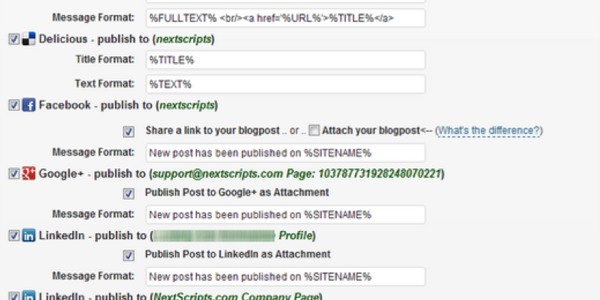 Message Format: %FULLTEXT% <br/><a href='%URL%'>%TITLE%</a>
Delicious - publish to (nextscripts)
Title Format: %TITLE%
Text Format: %TEXT%
Facebook - publish to (nextscripts)
Share a link to your blogpost .. or .. Attach your blogpost<-- (What's the difference?)
Message Format: New post has been published on %SITENAME%
Google+ - publish to (support@nextscripts.com Page: 103787731928248070221)
Publish Post to Google+ as Attachment
Message Format: New post has been published on %SITENAME%
LinkedIn - publish to ( Profile)
Publish Post to LinkedIn as Attachment
Message Format: New post has been published on %SITENAME%
LinkedIn - publish to (NextScripts.com Company Page)